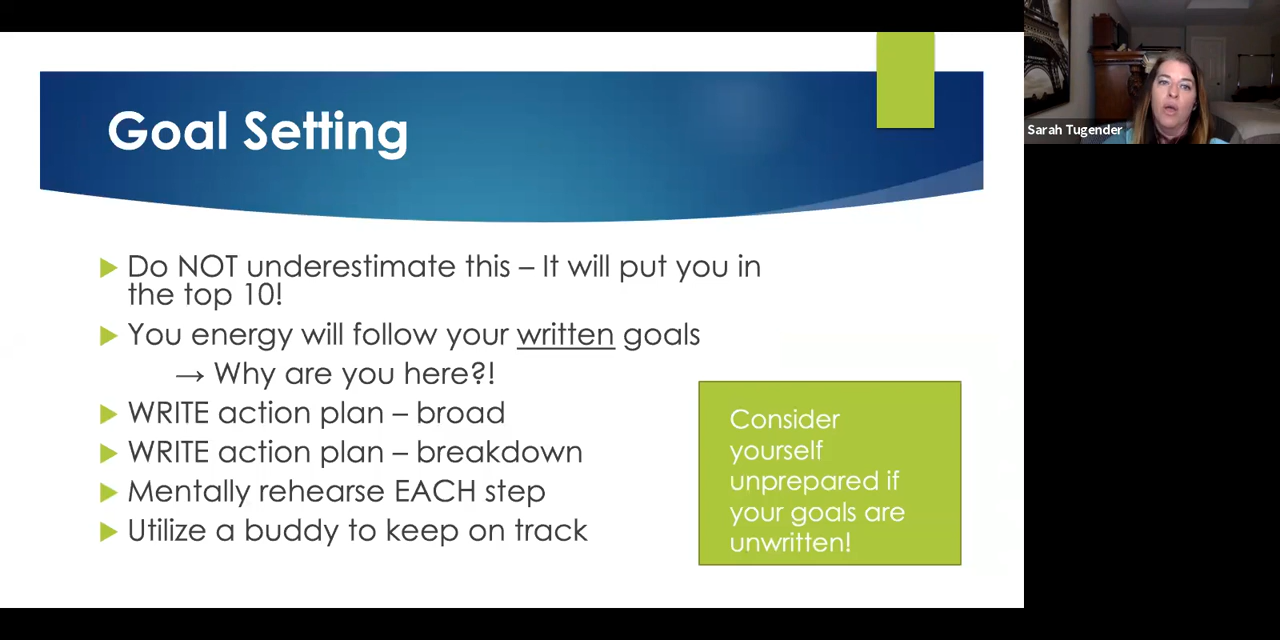 Goal Setting
Do NOT underestimate this – It will put you in
the top 10!
You energy will follow your written goals
→ Why are you here?!
WRITE action plan – broad
WRITE action plan – breakdown
Mentally rehearse EACH step
Utilize a buddy to keep on track
Consider
yourself
unprepared if
your goals are
unwritten!
Sarah Tugender